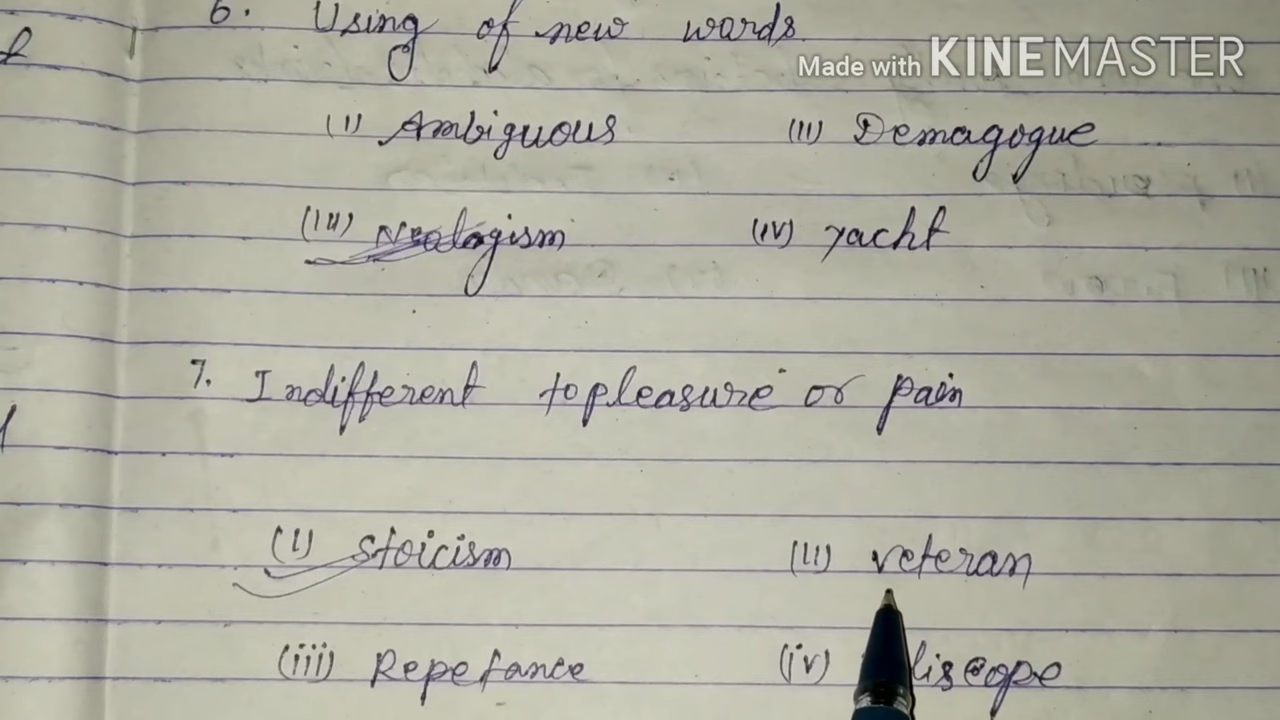 6. Using of new words
Made with KINEMASTER
(I) Ambiguous (II) Demagogue
(III) Neologism (IV) yacht
7. Indifferent to pleasure or pain
(I) Stoicism (II) veteran
(iii) Repetance (iv)